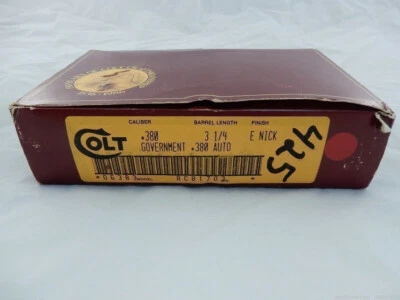 CALIBER BARREL LENGTH FINISH
COLT .380 3 1/4 E NICK
GOVERNMENT .380 AUTO
425